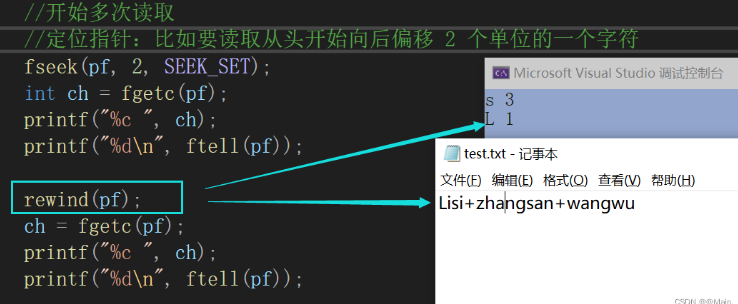 //开始多次读取
//定位指针：比如要读取从头开始向后偏移 2 个单位的一个字符
fseek(pf, 2, SEEK_SET);
int ch = fgetc(pf);
printf("%c ", ch);
printf("%d\n", ftell(pf));
rewind(pf);
ch = fgetc(pf);
printf("%c ", ch);
printf("%d\n", ftell(pf));
Microsoft Visual Studio 调试控制台
s 3
L 1
test.txt - 记事本
文件(F) 编辑(E) 格式(O) 查看(V) 帮助(H)
Lisi+zhangsan+wangwu